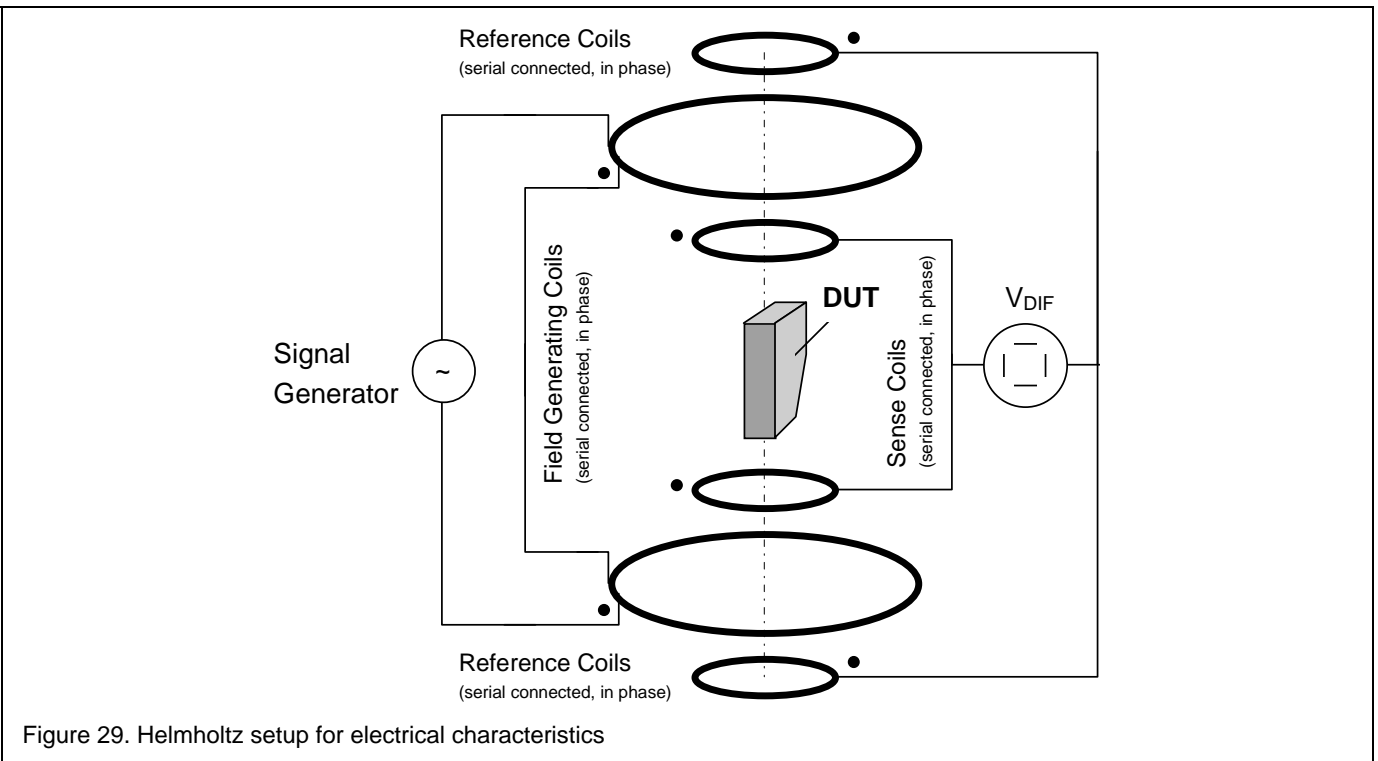 Reference Coils
(serial connected, in phase)
Field Generating Coils
(serial connected, in phase)
DUT
Sense Coils
(serial connected, in phase)
V_DIF
Signal
Generator
~
Reference Coils
(serial connected, in phase)
Figure 29. Helmholtz setup for electrical characteristics